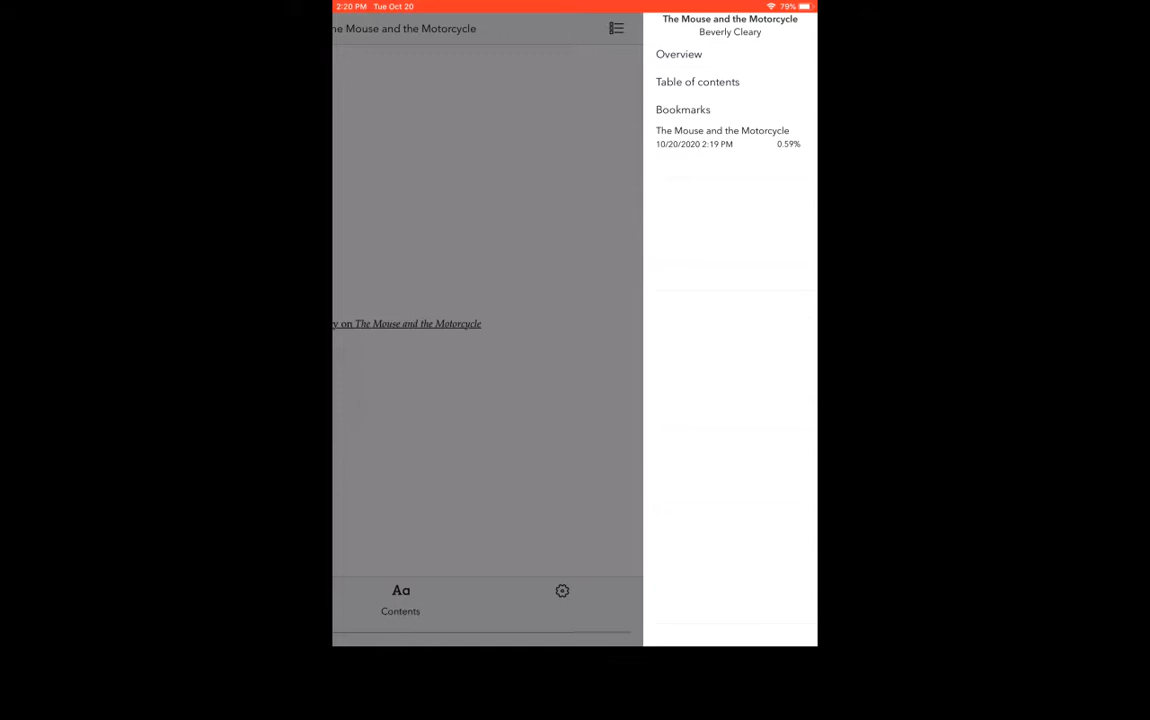 2:20 PM Tue Oct 20
79%
he Mouse and the Motorcycle
The Mouse and the Motorcycle
Beverly Cleary
Overview
Table of contents
Bookmarks
The Mouse and the Motorcycle
10/20/2020 2:19 PM 0.59%
y on The Mouse and the Motorcycle
Aa
Contents